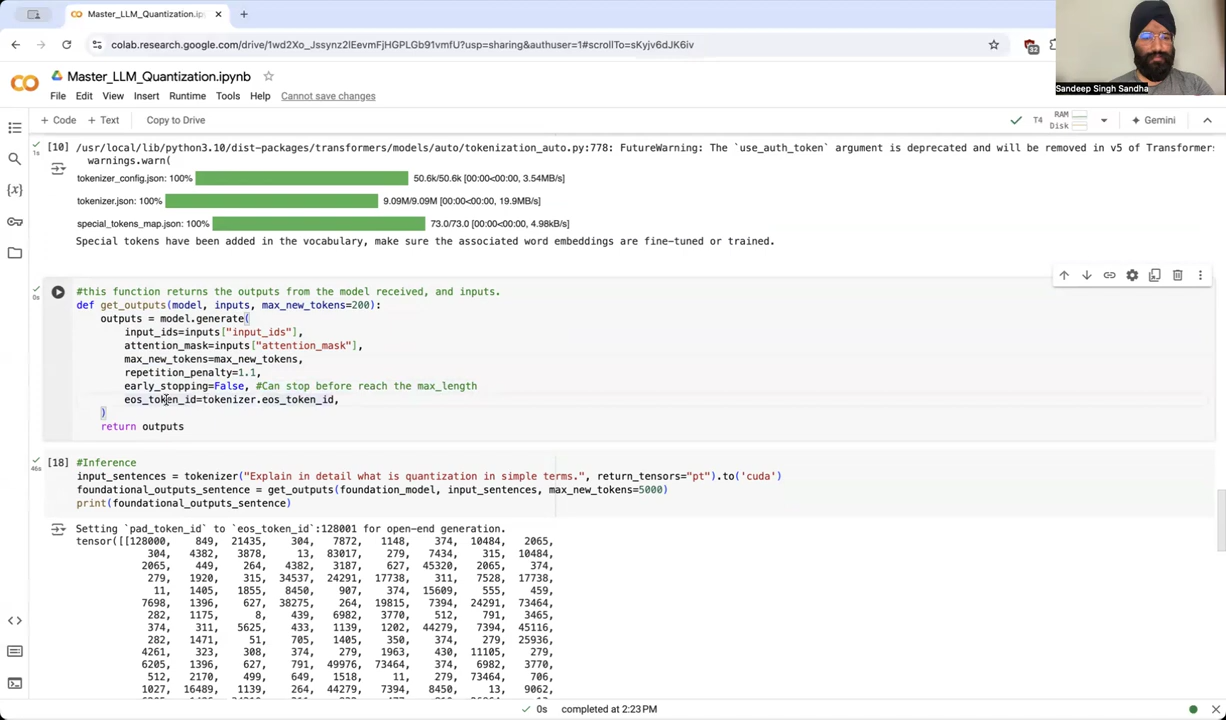 Master_LLM_Quantization.ipynb
colab.research.google.com/drive/1wd2Xo_Jssynz2lEevmFjHGPLGb91vmfU?usp=sharing&authuser=1#scrollTo=sKyjv6dJK6iv
32
Sandeep Singh Sandha
Master_LLM_Quantization.ipynb
File Edit View Insert Runtime Tools Help Cannot save changes
+ Code + Text Copy to Drive
T4 RAM Disk Gemini
[10] /usr/local/lib/python3.10/dist-packages/transformers/models/auto/tokenization_auto.py:778: FutureWarning: The `use_auth_token` argument is deprecated and will be removed in v5 of Transformers
1s
warnings.warn(
tokenizer_config.json: 100% 50.6k/50.6k [00:00<00:00, 3.54MB/s]
tokenizer.json: 100% 9.09M/9.09M [00:00<00:00, 19.9MB/s]
special_tokens_map.json: 100% 73.0/73.0 [00:00<00:00, 4.98kB/s]
Special tokens have been added in the vocabulary, make sure the associated word embeddings are fine-tuned or trained.
0s
#this function returns the outputs from the model received, and inputs.
def get_outputs(model, inputs, max_new_tokens=200):
outputs = model.generate(
input_ids=inputs["input_ids"],
attention_mask=inputs["attention_mask"],
max_new_tokens=max_new_tokens,
repetition_penalty=1.1,
early_stopping=False, #Can stop before reach the max_length
eos_token_id=tokenizer.eos_token_id,
)
return outputs
[18] #Inference
46s
input_sentences = tokenizer("Explain in detail what is quantization in simple terms.", return_tensors="pt").to('cuda')
foundational_outputs_sentence = get_outputs(foundation_model, input_sentences, max_new_tokens=5000)
print(foundational_outputs_sentence)
Setting `pad_token_id` to `eos_token_id`:128001 for open-end generation.
tensor([[128000, 849, 21435, 304, 7872, 1148, 374, 10484, 2065,
304, 4382, 3878, 13, 83017, 279, 7434, 315, 10484,
2065, 449, 264, 4382, 3187, 627, 45320, 2065, 374,
279, 1920, 315, 34537, 24291, 17738, 311, 7528, 17738,
11, 1405, 1855, 8450, 907, 374, 15609, 555, 459,
7698, 1396, 627, 38275, 264, 19815, 7394, 24291, 73464,
282, 1175, 8, 439, 6982, 3770, 512, 791, 3465,
374, 311, 5625, 433, 1139, 1202, 44279, 7394, 45116,
282, 1471, 51, 705, 1405, 350, 374, 279, 25936,
4261, 323, 308, 374, 279, 1963, 430, 11105, 279,
6205, 1396, 627, 791, 49976, 73464, 374, 6982, 3770,
512, 2170, 499, 649, 1518, 11, 279, 73464, 706,
1027, 16489, 1139, 264, 44279, 7394, 8450, 13, 9062,
0s completed at 2:23PM